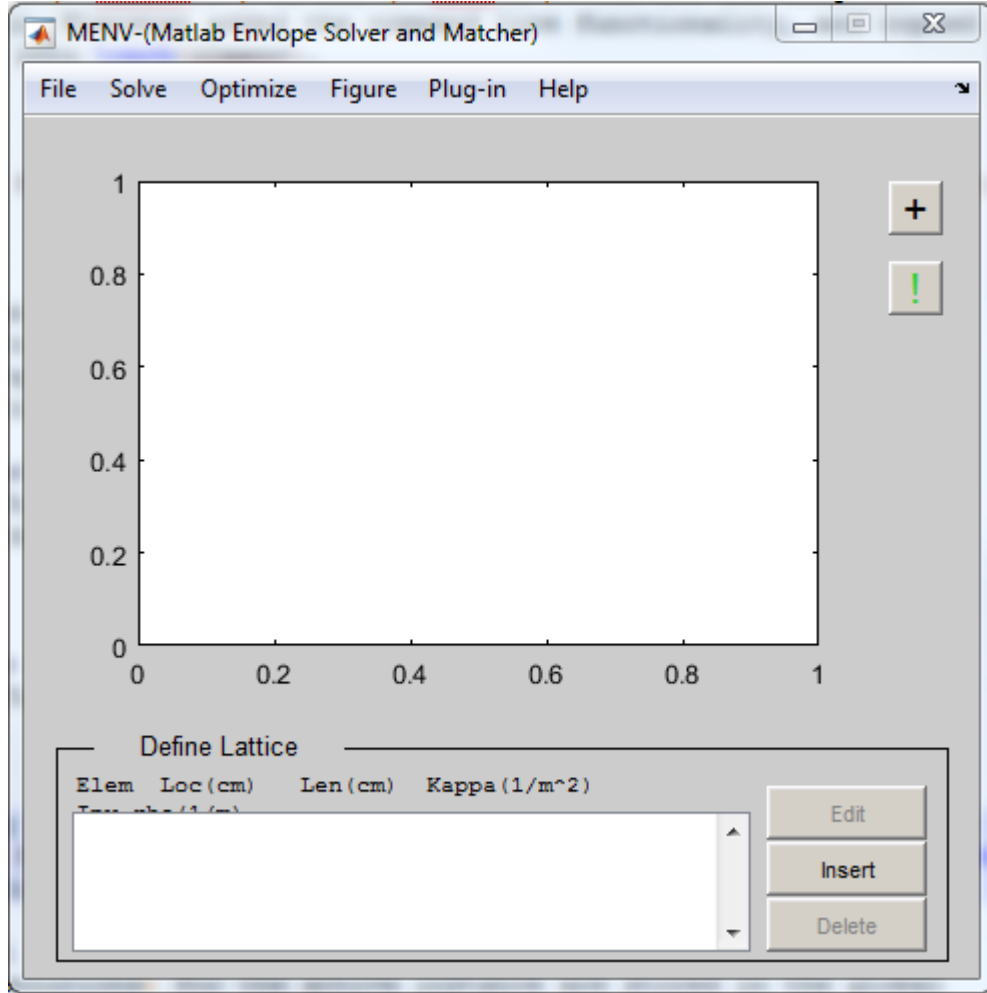 MENV-(Matlab Envlope Solver and Matcher)
File Solve Optimize Figure Plug-in Help
1
0.8
0.6
0.4
0.2
0
0 0.2 0.4 0.6 0.8 1
+
!
Define Lattice
Elem Loc(cm) Len(cm) Kappa(1/m^2)
Edit
Insert
Delete